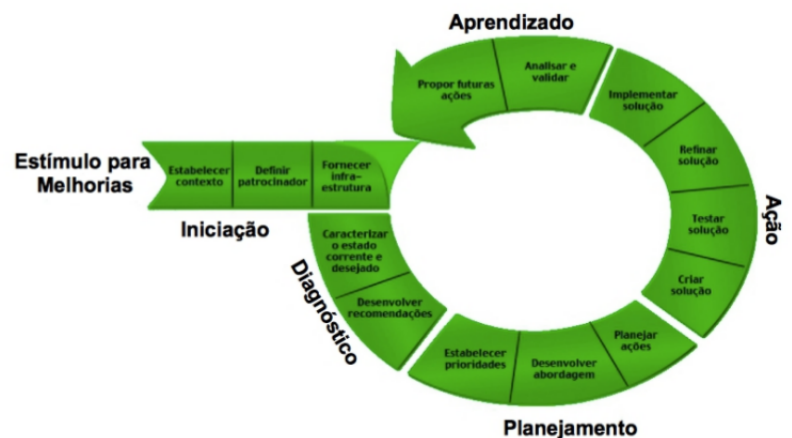 Aprendizado
Propor futuras
ações
Analisar e
validar
Implementar
solução
Refinar
solução
Testar
solução
Criar
solução
Ação
Estímulo para
Melhorias
Estabelecer
contexto
Definir
patrocinador
Fornecer
infra-
estrutura
Iniciação
Caracterizar
o estado
corrente e
desejado
Desenvolver
recomendações
Diagnóstico
Estabelecer
prioridades
Desenvolver
abordagem
Planejar
ações
Planejamento